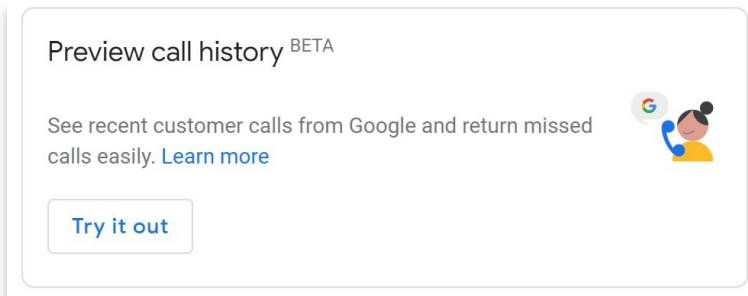 Preview call history BETA
See recent customer calls from Google and return missed
calls easily. Learn more
G
Try it out